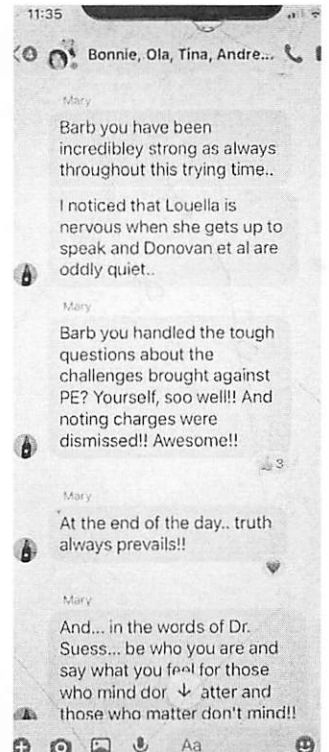 11:35
Bonnie, Ola, Tina, Andre...
Mary
Barb you have been
incredibley strong as always
throughout this trying time..
I noticed that Louella is
nervous when she gets up to
speak and Donovan et al are
oddly quiet..
Mary
Barb you handled the tough
questions about the
challenges brought against
PE? Yourself, soo well!! And
noting charges were
dismissed!! Awesome!!
3
Mary
At the end of the day.. truth
always prevails!!
Mary
And... in the words of Dr.
Suess... be who you are and
say what you feel for those
who mind dor atter and
those who matter don't mind!!
Aa